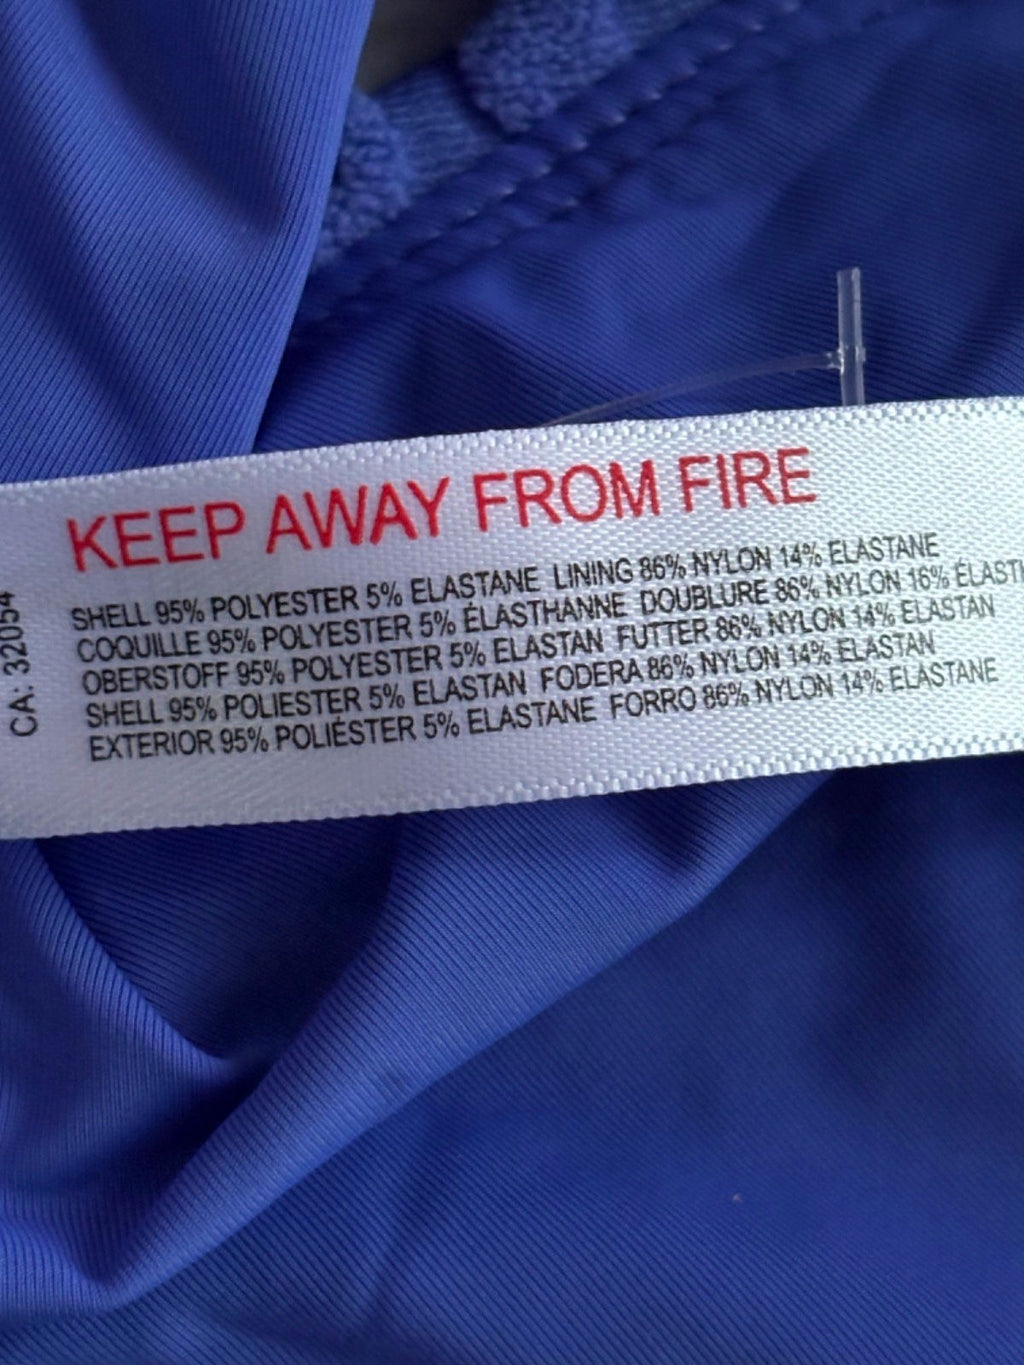 KEEP AWAY FROM FIRE
SHELL 95% POLYESTER 5% ELASTANE LINING 86% NYLON 14% ELASTANE
COQUILLE 95% POLYESTER 5% ÉLASTHANNE DOUBLURE 86% NYLON 16% ÉLASTH
OBERSTOFF 95% POLYESTER 5% ELASTAN FUTTER 86% NYLON 14% ELASTAN
SHELL 95% POLIESTER 5% ELASTAN FODERA 86% NYLON 14% ELASTAN
EXTERIOR 95% POLIÉSTER 5% ELASTANE FORRO 86% NYLON 14% ELASTANE
CA: 32054